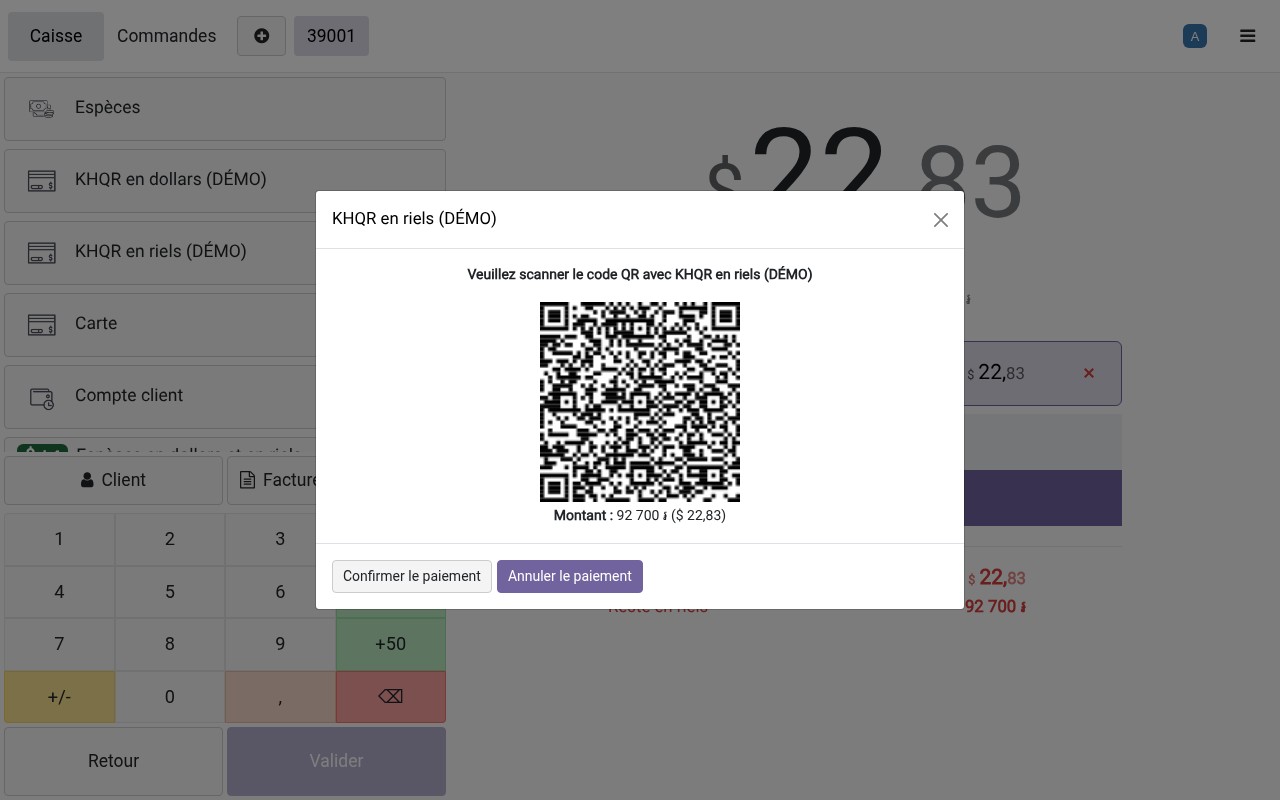 Caisse
Commandes
39001
A
Espèces
KHQR en dollars (DÉMO)
KHQR en riels (DÉMO)
Carte
Compte client
Client
Facture
1
2
3
4
5
6
7
8
9
+50
+/-
0
,
⌫
Retour
Valider
$ 22 83
KHQR en riels (DÉMO)
Veuillez scanner le code QR avec KHQR en riels (DÉMO)
Montant : 92 700 ៛ ($ 22,83)
Confirmer le paiement
Annuler le paiement
៛
$ 22,83
$ 22,83
Reste en riels
92 700 ៛